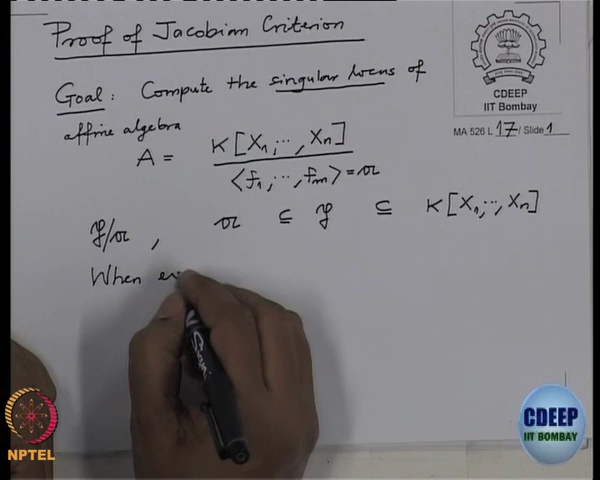 Proof of Jacobian Criterion
Goal: Compute the singular locus of
affine algebra
A = K[X₁,···,Xₙ] / <f₁,···,fₘ> = 𝔞
𝔭/𝔞 , 𝔞 ⊆ 𝔭 ⊆ K[X₁,···,Xₙ]
When
CDEEP
IIT Bombay
MA 526 L 17 / Slide 1
NPTEL
CDEEP
IIT BOMBAY